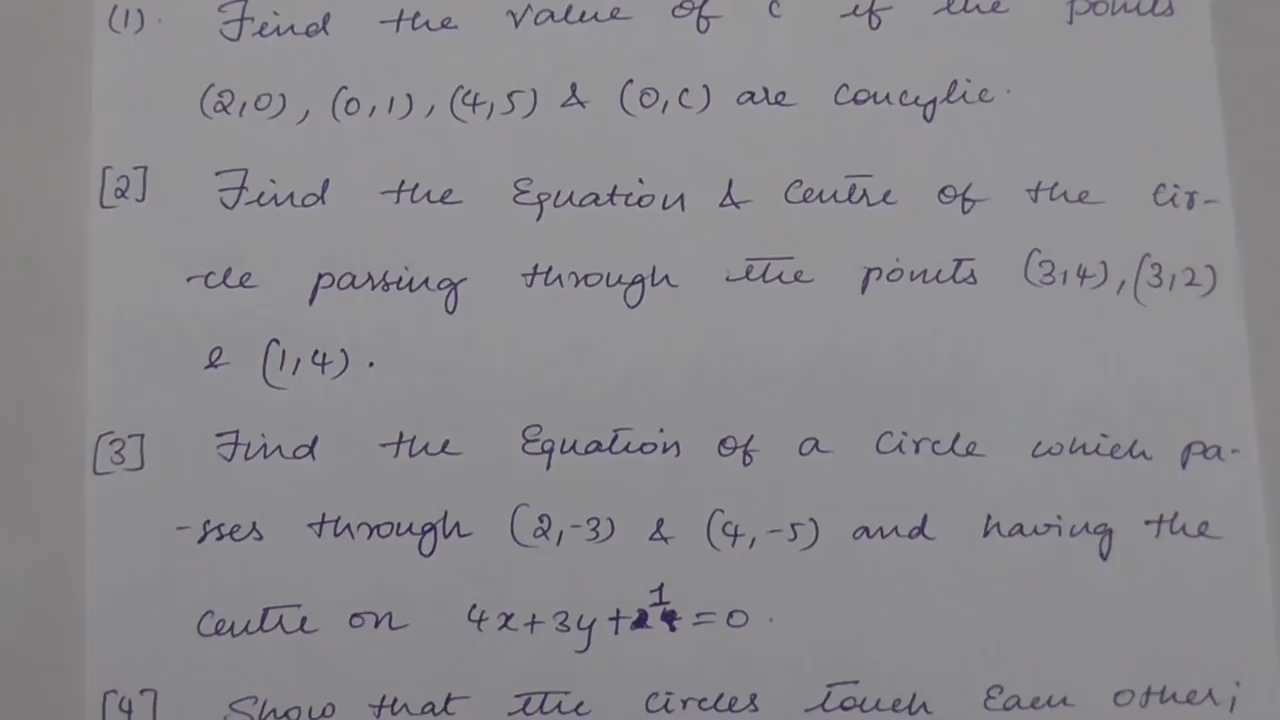 (1). Find the value of c if the points
(2,0), (0,1), (4,5) & (0,c) are concylic.
[2] Find the Equation & Centre of the cir-
-cle passing through the points (3,4), (3,2)
& (1,4).
[3] Find the Equation of a circle which pa-
-sses through (2,-3) & (4,-5) and having the
centre on 4x+3y+1=0.
[4] Show that the circles touch Each other;